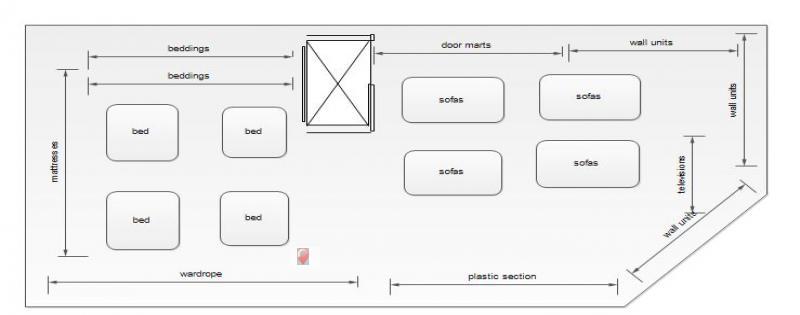 beddings
door marts
wall units
beddings
sofas
sofas
wall units
bed
bed
mattresses
sofas
sofas
televisions
bed
bed
wall units
wardrope
plastic section